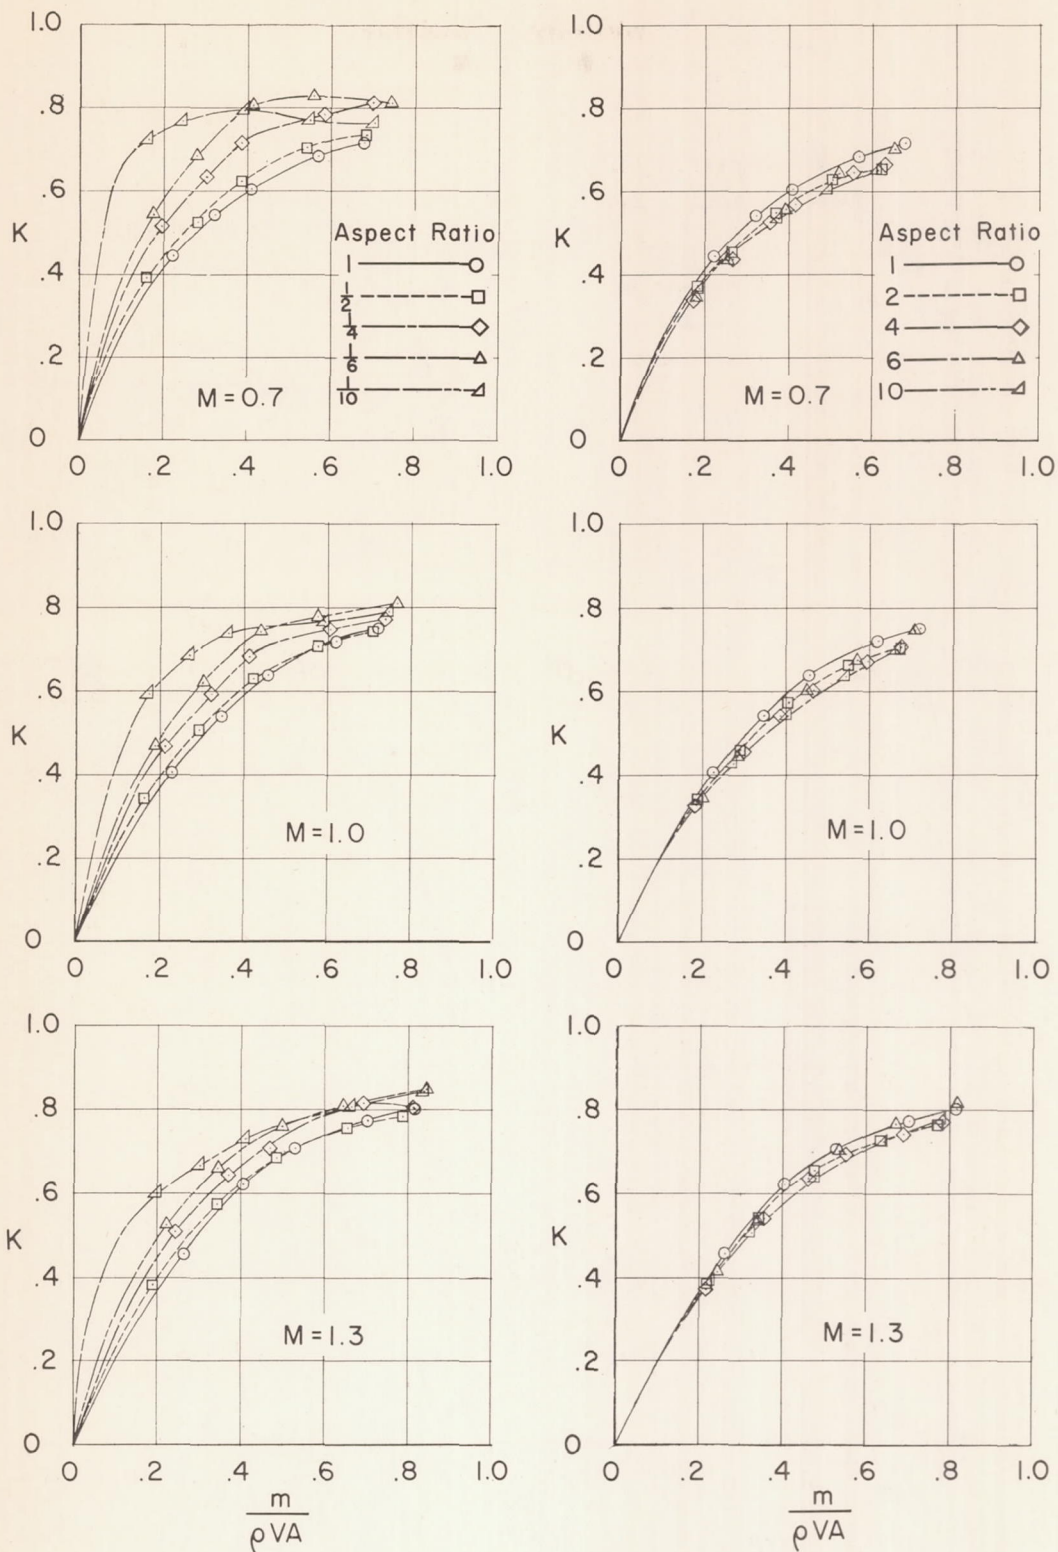 1.0
.8
.6
K
.4
.2
0
0 .2 .4 .6 .8 1.0
Aspect Ratio
1
1/2
1/4
1/6
1/10
M = 0.7
1.0
.8
.6
K
.4
.2
0
0 .2 .4 .6 .8 1.0
Aspect Ratio
1
2
4
6
10
M = 0.7
1.0
.8
.6
K
.4
.2
0
0 .2 .4 .6 .8 1.0
M = 1.0
1.0
.8
.6
K
.4
.2
0
0 .2 .4 .6 .8 1.0
M = 1.0
1.0
.8
.6
K
.4
.2
0
0 .2 .4 .6 .8 1.0
M = 1.3
m
ρVA
1.0
.8
.6
K
.4
.2
0
0 .2 .4 .6 .8 1.0
M = 1.3
m
ρVA